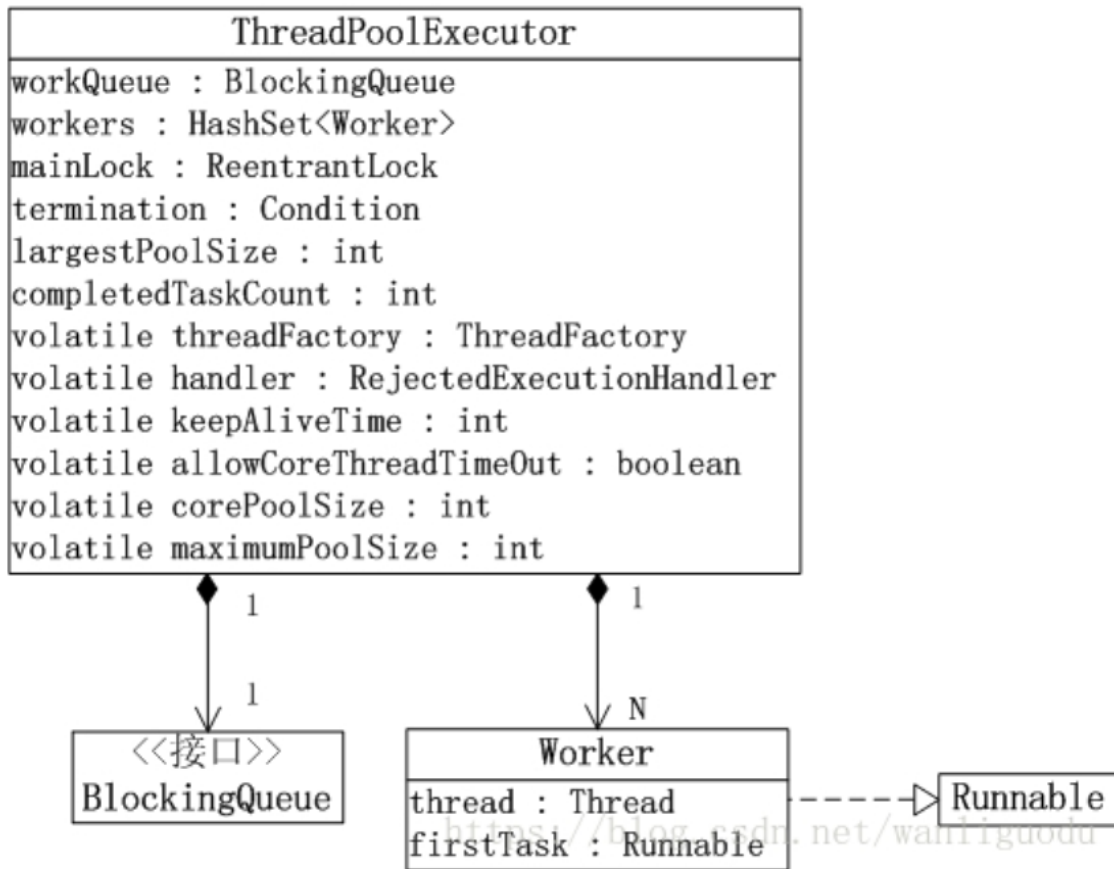 ThreadPoolExecutor
workQueue : BlockingQueue
workers : HashSet<Worker>
mainLock : ReentrantLock
termination : Condition
largestPoolSize : int
completedTaskCount : int
volatile threadFactory : ThreadFactory
volatile handler : RejectedExecutionHandler
volatile keepAliveTime : int
volatile allowCoreThreadTimeOut : boolean
volatile corePoolSize : int
volatile maximumPoolSize : int
1
1
1
N
<<接口>>
BlockingQueue
Worker
thread : Thread
firstTask : Runnable
Runnable
https://blog.csdn.net/wanliguodu